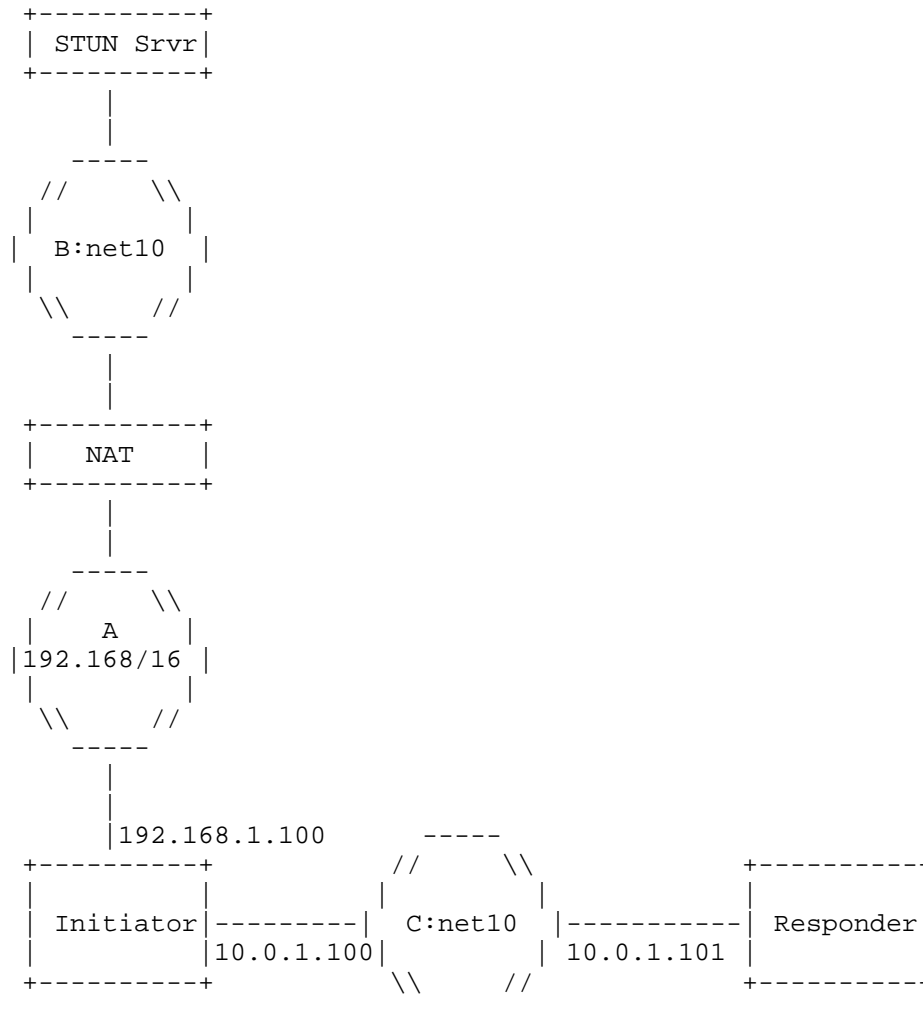 STUN Srvr
B:net10
NAT
A
192.168/16
192.168.1.100
Initiator
C:net10
Responder
10.0.1.100
10.0.1.101